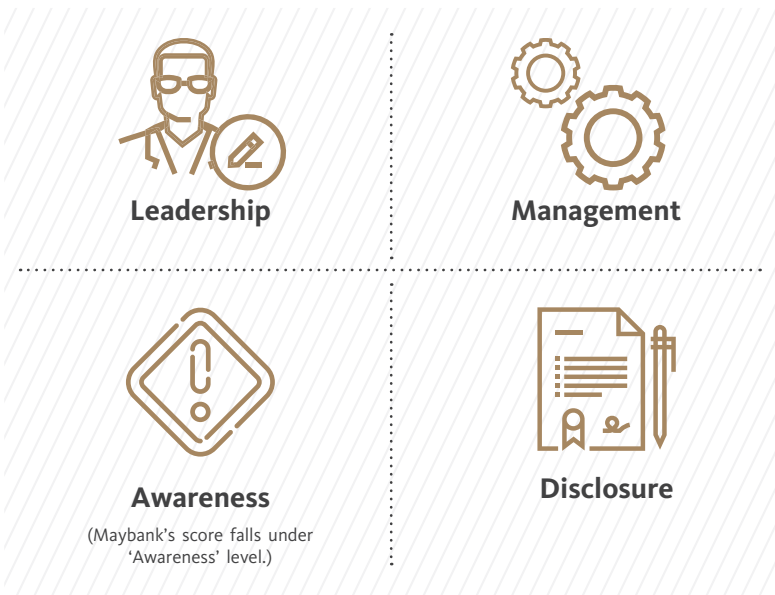 Leadership
Management
Awareness
(Maybank’s score falls under
‘Awareness’ level.)
Disclosure